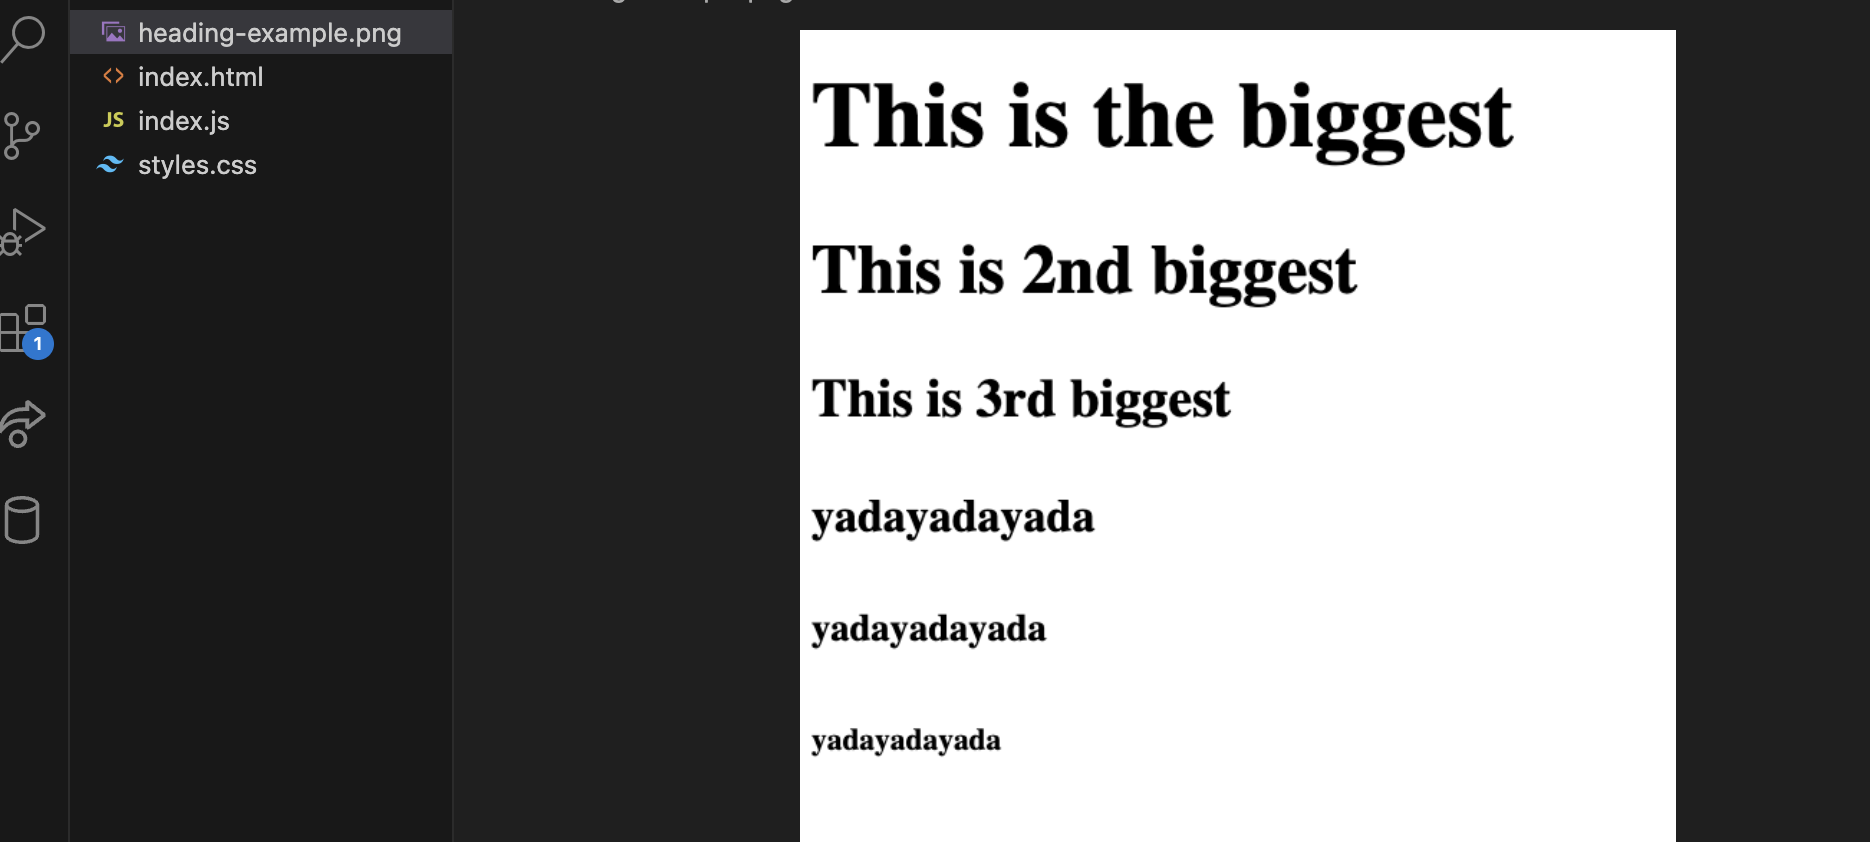 heading-example.png
<> index.html
JS index.js
styles.css
1
This is the biggest
This is 2nd biggest
This is 3rd biggest
yadayadayada
yadayadayada
yadayadayada